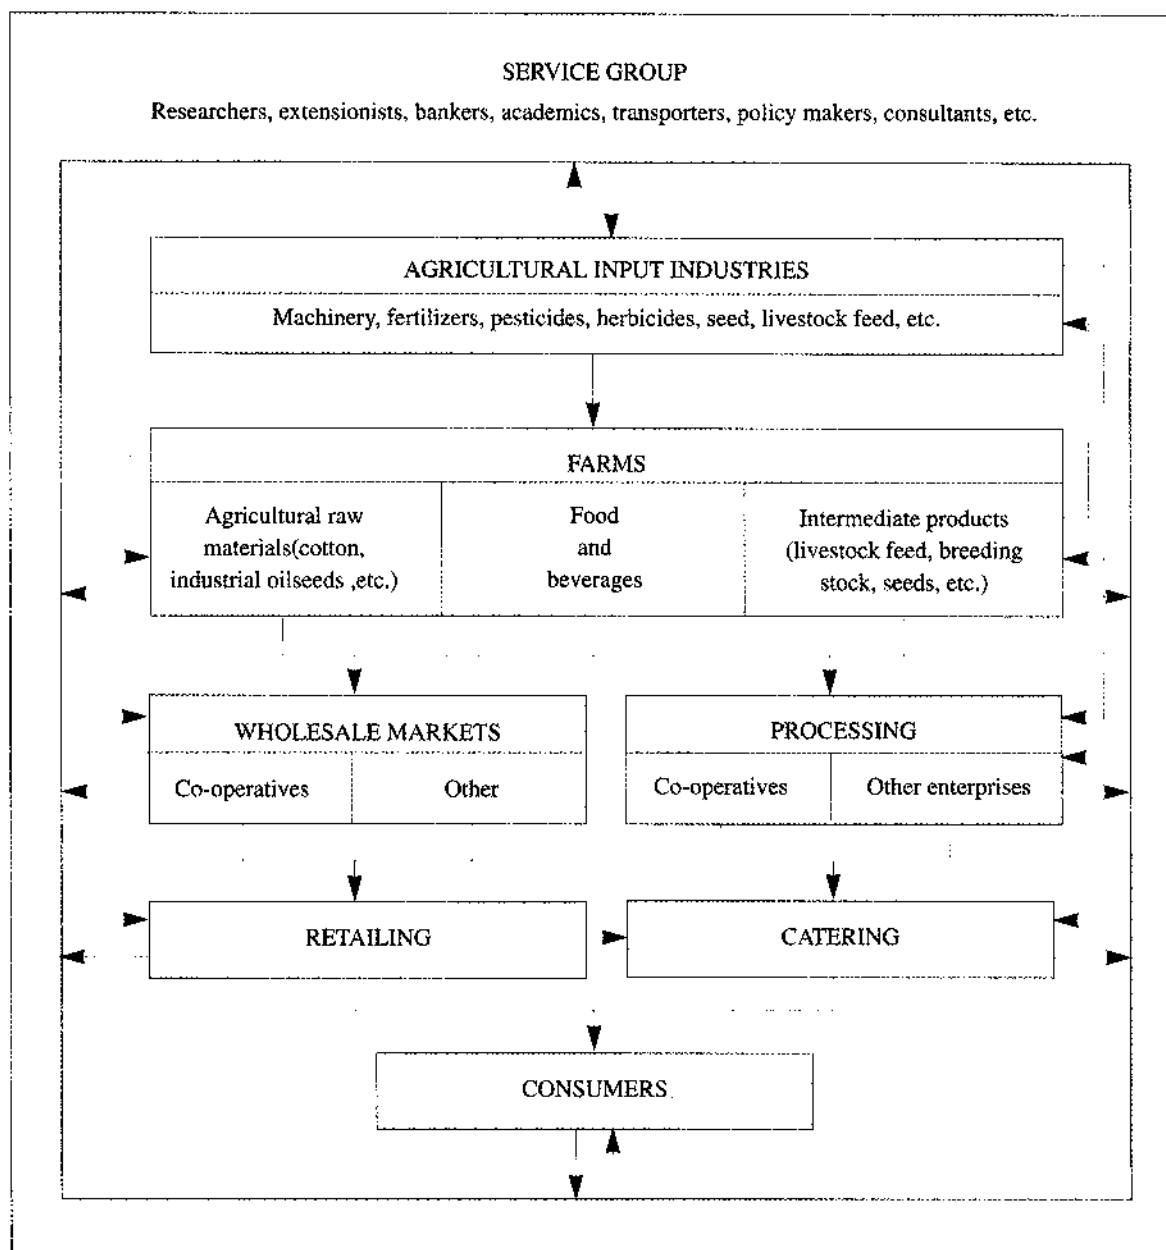 SERVICE GROUP
Researchers, extensionists, bankers, academics, transporters, policy makers, consultants, etc.
AGRICULTURAL INPUT INDUSTRIES
Machinery, fertilizers, pesticides, herbicides, seed, livestock feed, etc.
FARMS
Agricultural raw
materials(cotton,
industrial oilseeds ,etc.)
Food
and
beverages
Intermediate products
(livestock feed, breeding
stock, seeds, etc.)
WHOLESALE MARKETS
Co-operatives
Other
PROCESSING
Co-operatives
Other enterprises
RETAILING
CATERING
CONSUMERS